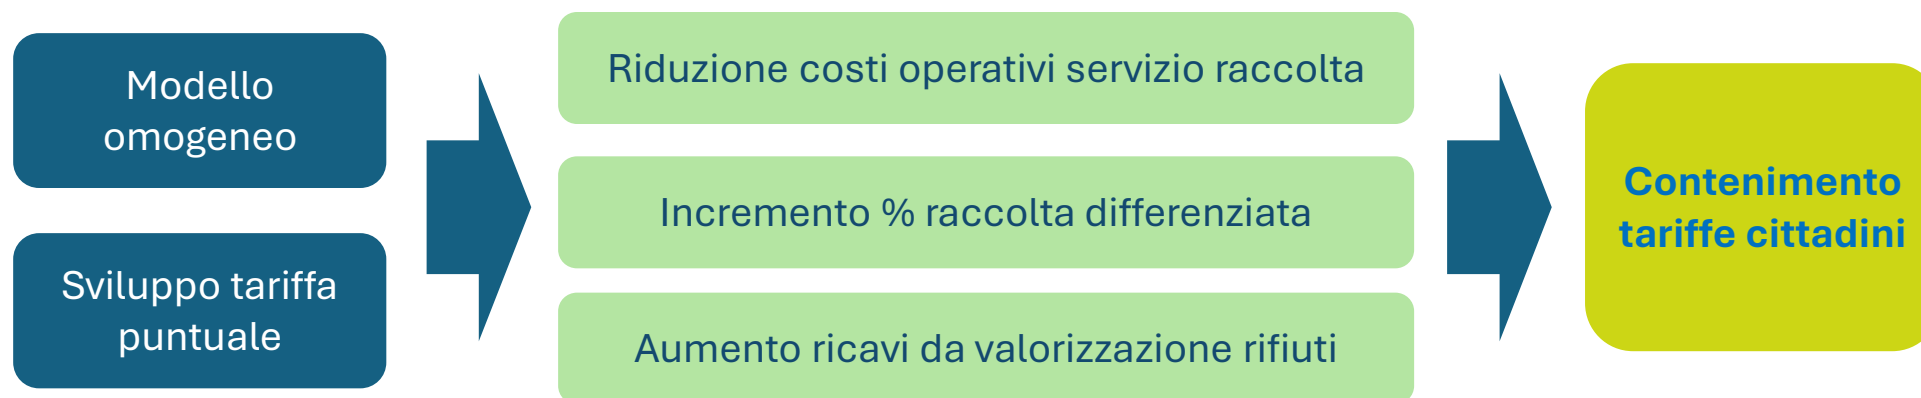 Modello
omogeneo
Sviluppo tariffa
puntuale
Riduzione costi operativi servizio raccolta
Incremento % raccolta differenziata
Aumento ricavi da valorizzazione rifiuti
Contenimento
tariffe cittadini